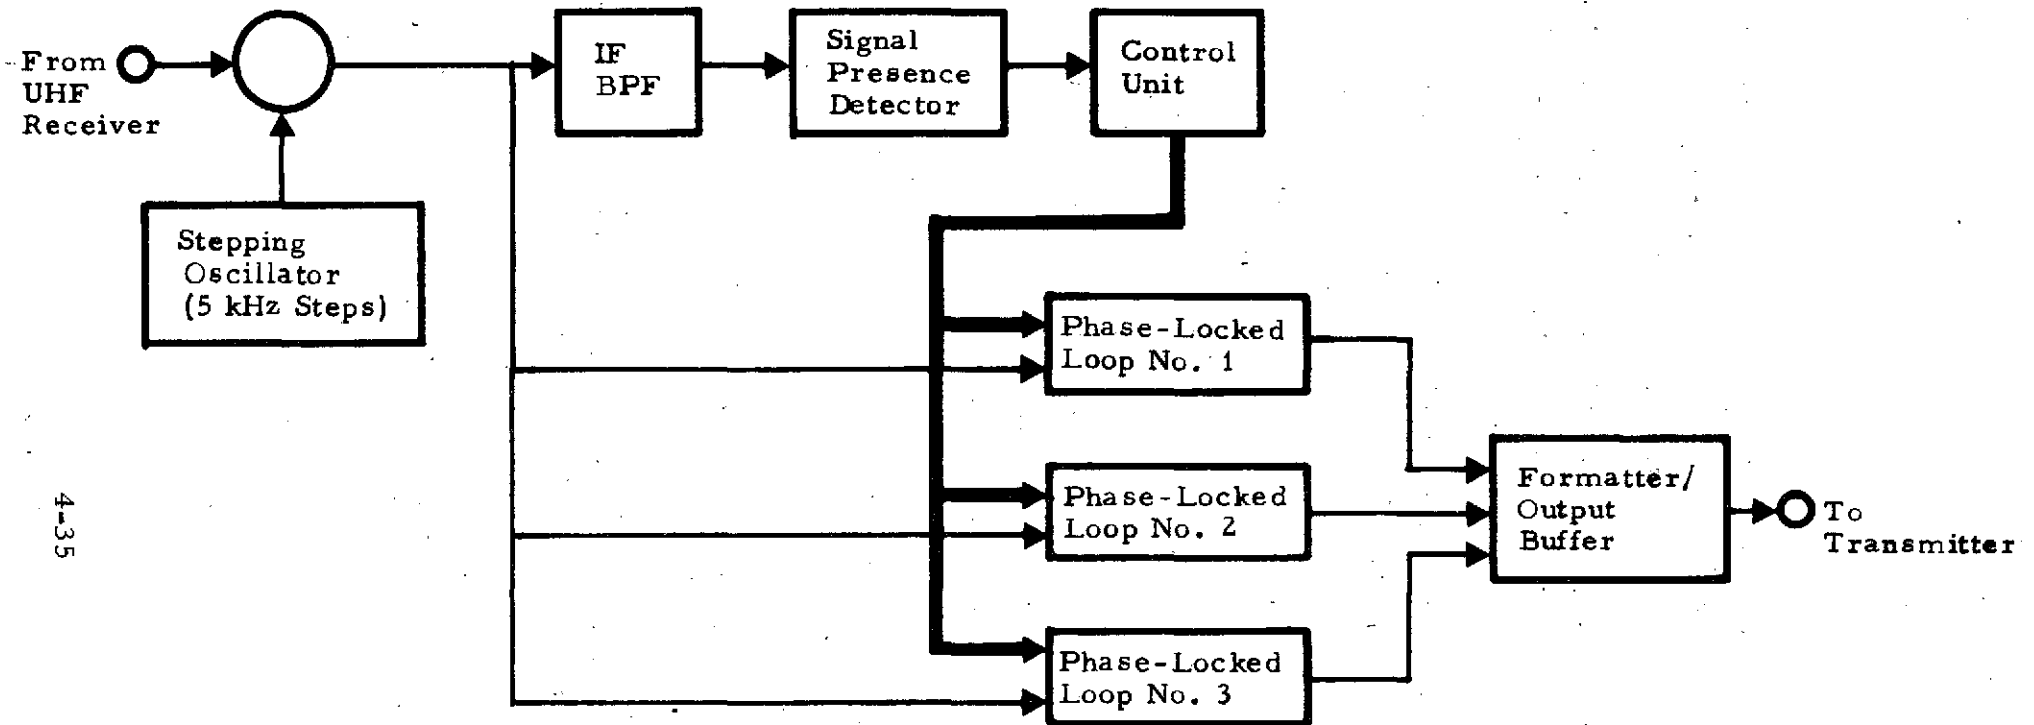 From
UHF
Receiver
IF
BPF
Signal
Presence
Detector
Control
Unit
Stepping
Oscillator
(5 kHz Steps)
Phase-Locked
Loop No. 1
Phase-Locked
Loop No. 2
Phase-Locked
Loop No. 3
Formatter/
Output
Buffer
To
Transmitter
4-35